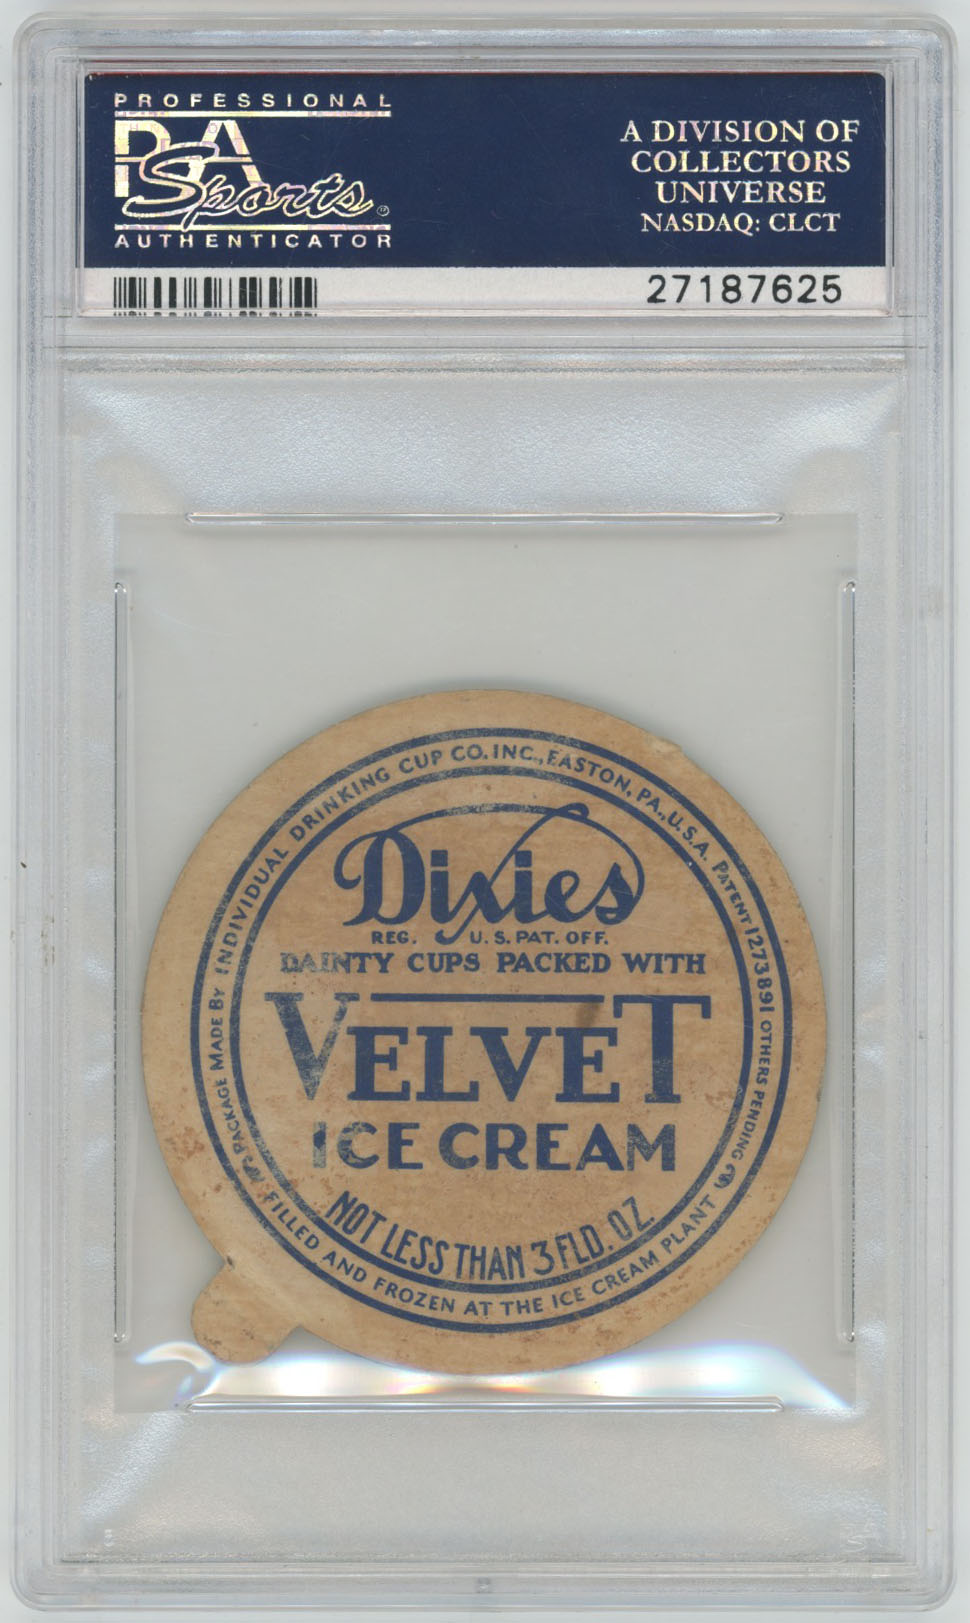 PROFESSIONAL
PSA
Sports
AUTHENTICATOR
A DIVISION OF
COLLECTORS
UNIVERSE
NASDAQ: CLCT
27187625
PACKAGE MADE BY INDIVIDUAL DRINKING CUP CO. INC., EASTON, PA., U.S.A. PATENT 1273891 OTHERS PENDING
Dixies
REG. U.S. PAT. OFF.
DAINTY CUPS PACKED WITH
VELVET
ICE CREAM
NOT LESS THAN 3 FLD. OZ.
FILLED AND FROZEN AT THE ICE CREAM PLANT